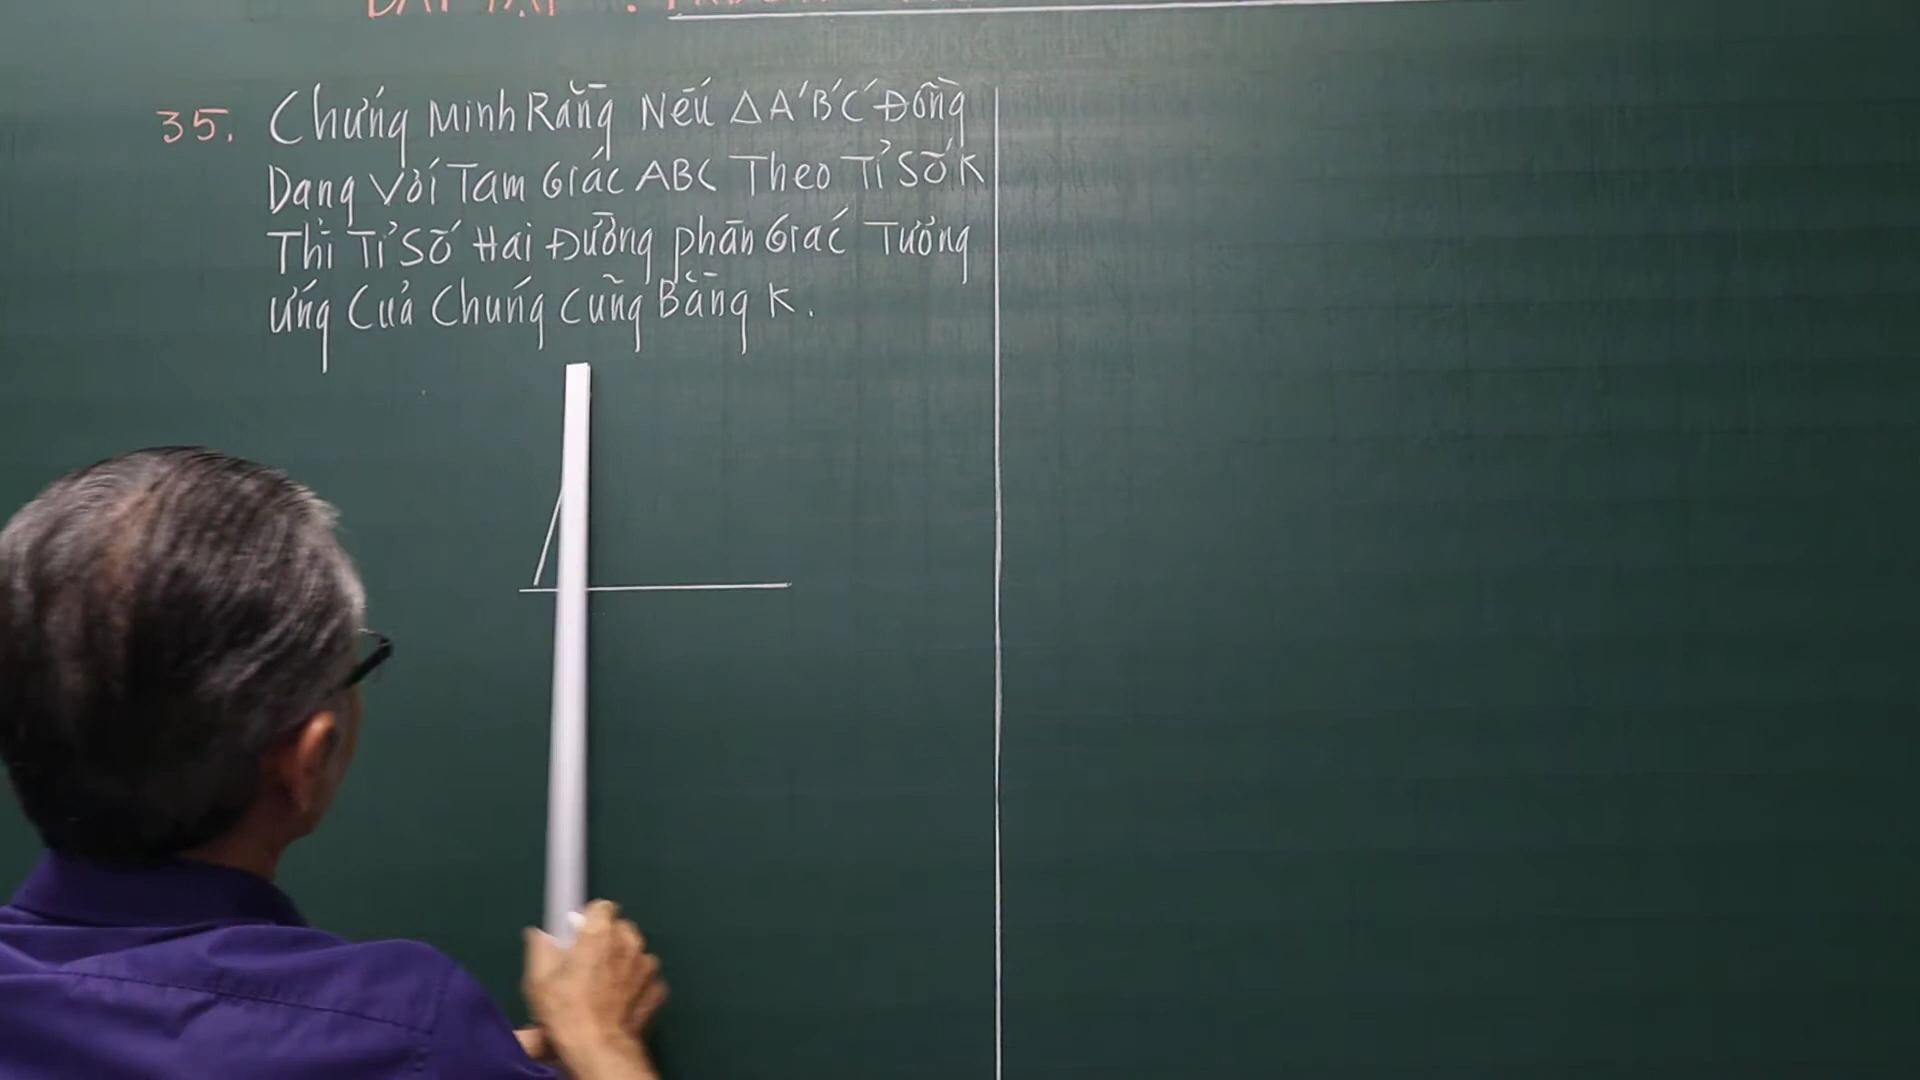 35. Chứng Minh Rằng Nếu △A'B'C' Đồng
Dạng Với Tam Giác ABC Theo Tỉ Số K
Thì Tỉ Số Hai Đường Phân Giác Tương
Ứng Của Chúng Cũng Bằng K.